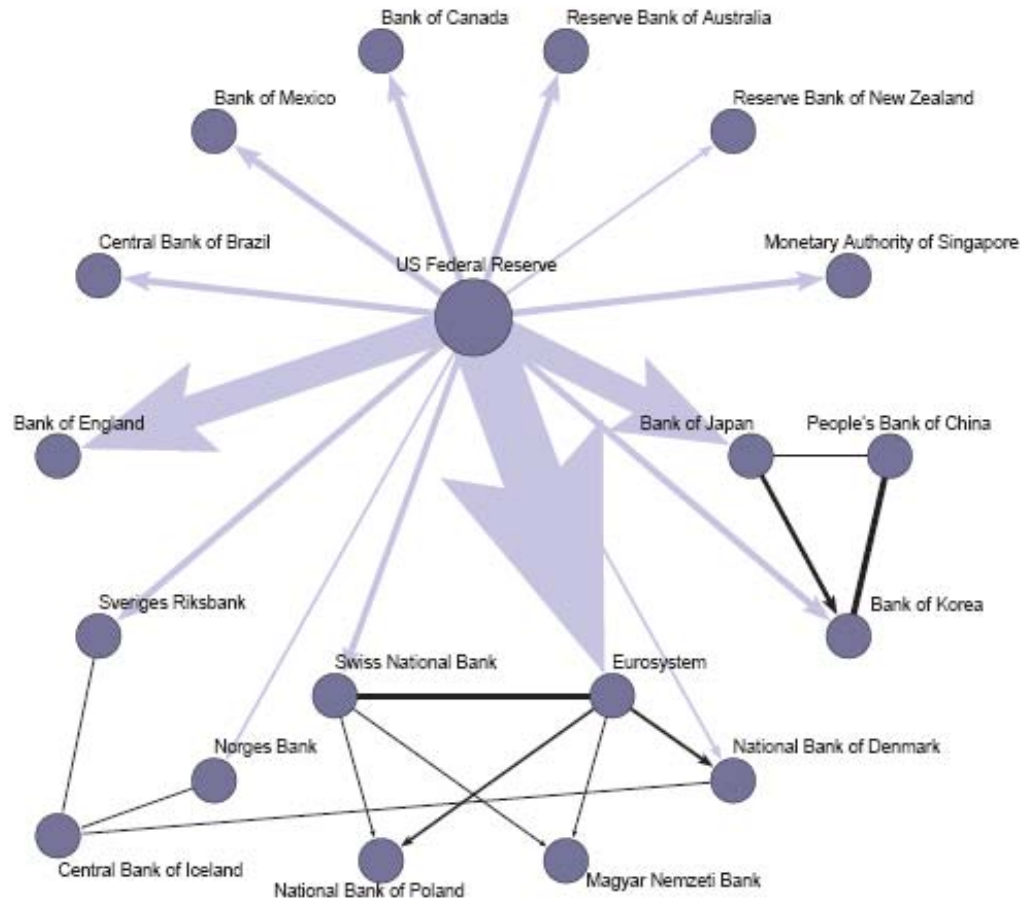 Bank of Canada
Reserve Bank of Australia
Bank of Mexico
Reserve Bank of New Zealand
Central Bank of Brazil
Monetary Authority of Singapore
US Federal Reserve
Bank of England
Bank of Japan
People's Bank of China
Sveriges Riksbank
Bank of Korea
Swiss National Bank
Eurosystem
Norges Bank
National Bank of Denmark
Central Bank of Iceland
National Bank of Poland
Magyar Nemzeti Bank